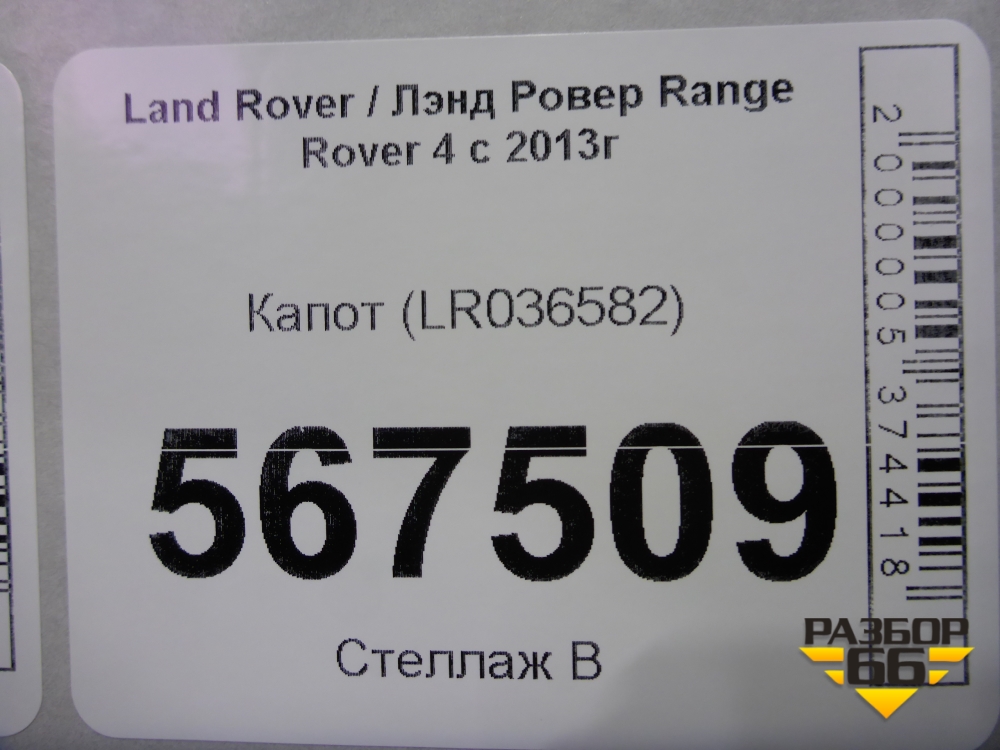 Land Rover / Лэнд Ровер Range
Rover 4 с 2013г
Капот (LR036582)
567509
Стеллаж В
2000005374418
РАЗБОР
66